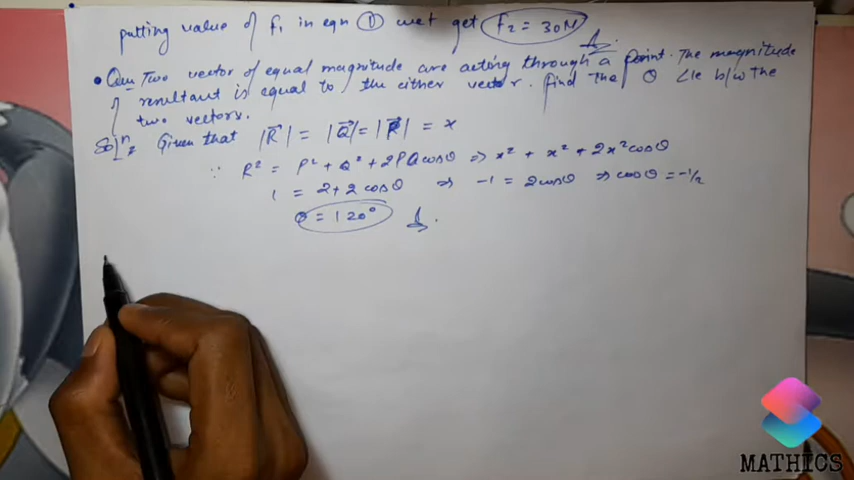 putting value of f₁ in eqn ① wet get f₂ = 30N
• Qun Two vector of equal magnitude are acting through a point. The magnitude
of resultant is equal to the either vector. find the θ ∠le b/w the
two vectors.
Solⁿ: Given that |R⃗| = |Q⃗| = |P⃗| = x
∵ R² = P² + Q² + 2PQ cosθ ⇒ x² + x² + 2x² cosθ
1 = 2+2 cosθ ⇒ -1 = 2cosθ ⇒ cosθ = -1/2
θ = 120°
MATHICS